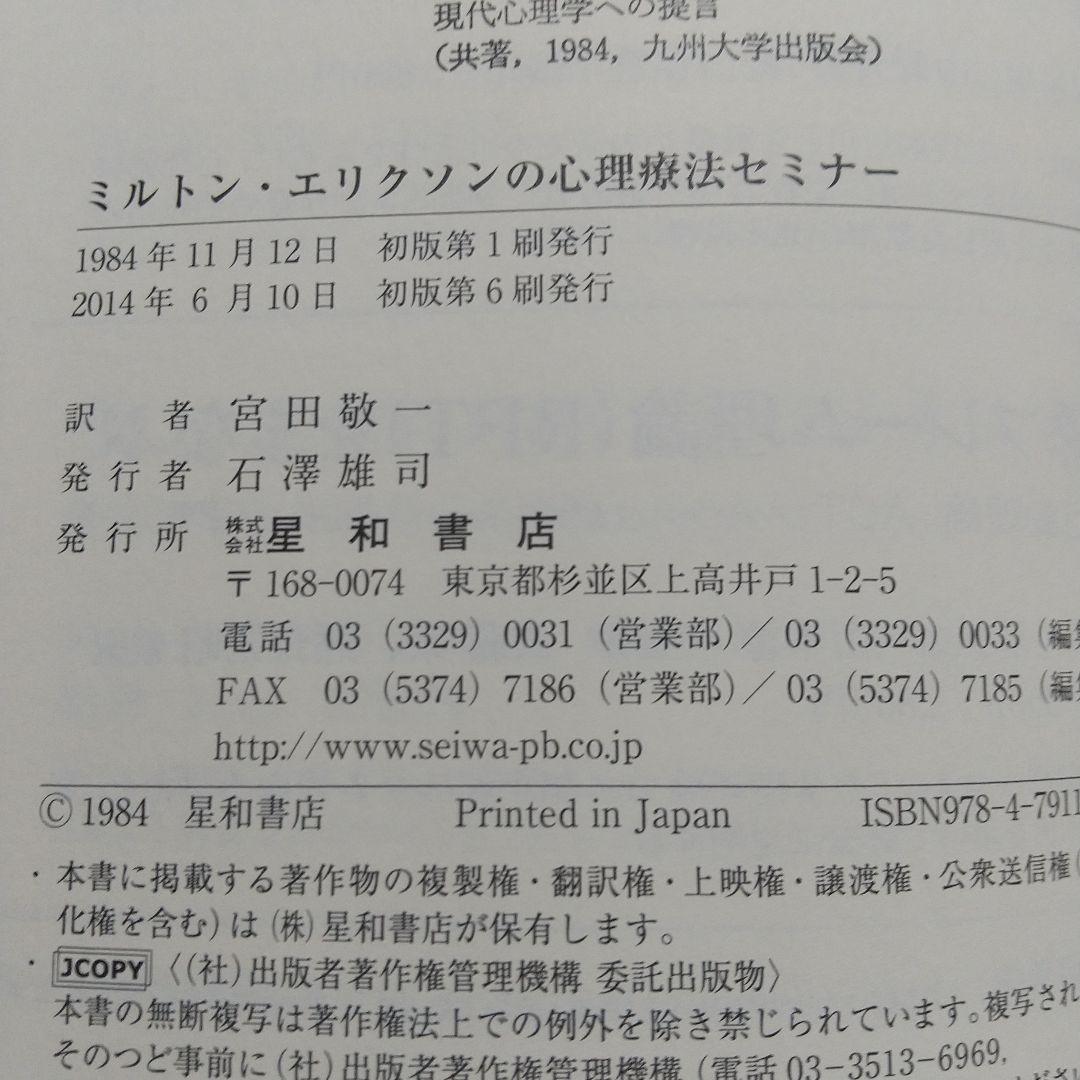 現代心理学への提言
(共著, 1984, 九州大学出版会)
ミルトン・エリクソンの心理療法セミナー
1984年11月12日 初版第1刷発行
2014年 6 月10日 初版第6刷発行
訳 者 宮田敬一
発行者 石澤雄司
発行所 株式会社 星和書店
〒168-0074 東京都杉並区上高井戸1-2-5
電話 03 (3329) 0031 (営業部)／03 (3329) 0033 (編集
FAX 03 (5374) 7186 (営業部)／03 (5374) 7185 (編集
http://www.seiwa-pb.co.jp
© 1984 星和書店 Printed in Japan ISBN978-4-7911
・本書に掲載する著作物の複製権・翻訳権・上映権・譲渡権・公衆送信権(
化権を含む)は(株)星和書店が保有します。
・JCOPY〈(社)出版者著作権管理機構 委託出版物〉
本書の無断複写は著作権法上での例外を除き禁じられています。複写され
そのつど事前に(社)出版者著作権管理機構(電話 03-3513-6969,